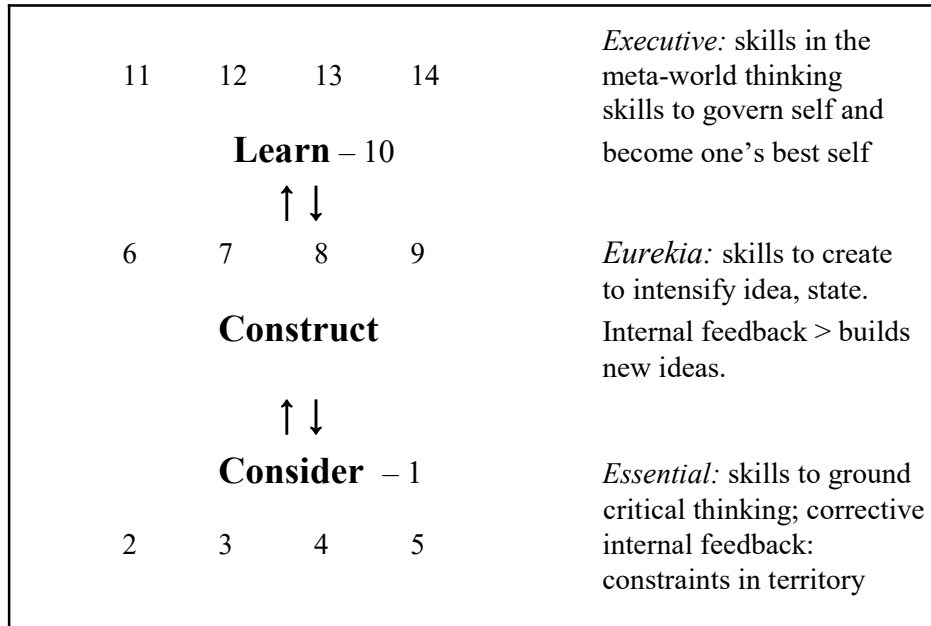 Executive: skills in the
11 12 13 14 meta-world thinking
skills to govern self and
Learn – 10 become one’s best self
↑ ↓
6 7 8 9 Eurekia: skills to create
to intensify idea, state.
Construct Internal feedback > builds
new ideas.
↑ ↓
Consider – 1 Essential: skills to ground
critical thinking; corrective
2 3 4 5 internal feedback:
constraints in territory